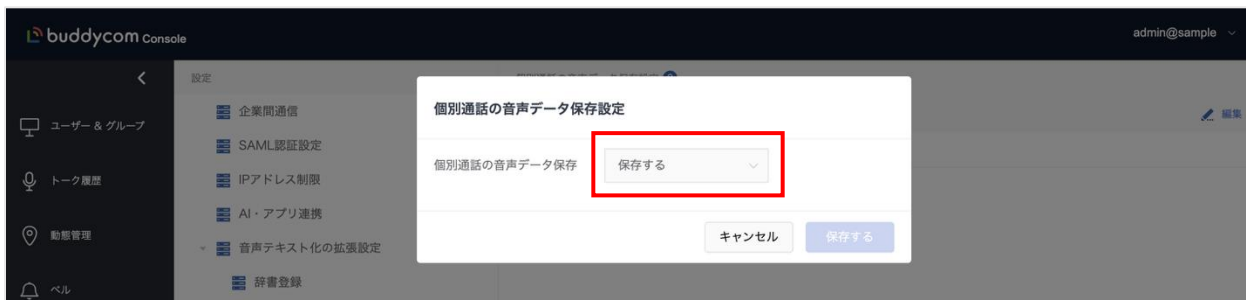 buddycom Console
admin@sample
設定
ユーザー & グループ
トーク履歴
動態管理
ベル
企業間通信
SAML認証設定
IPアドレス制限
AI・アプリ連携
音声テキスト化の拡張設定
辞書登録
編集
個別通話の音声データ保存設定
個別通話の音声データ保存
保存する
キャンセル
保存する